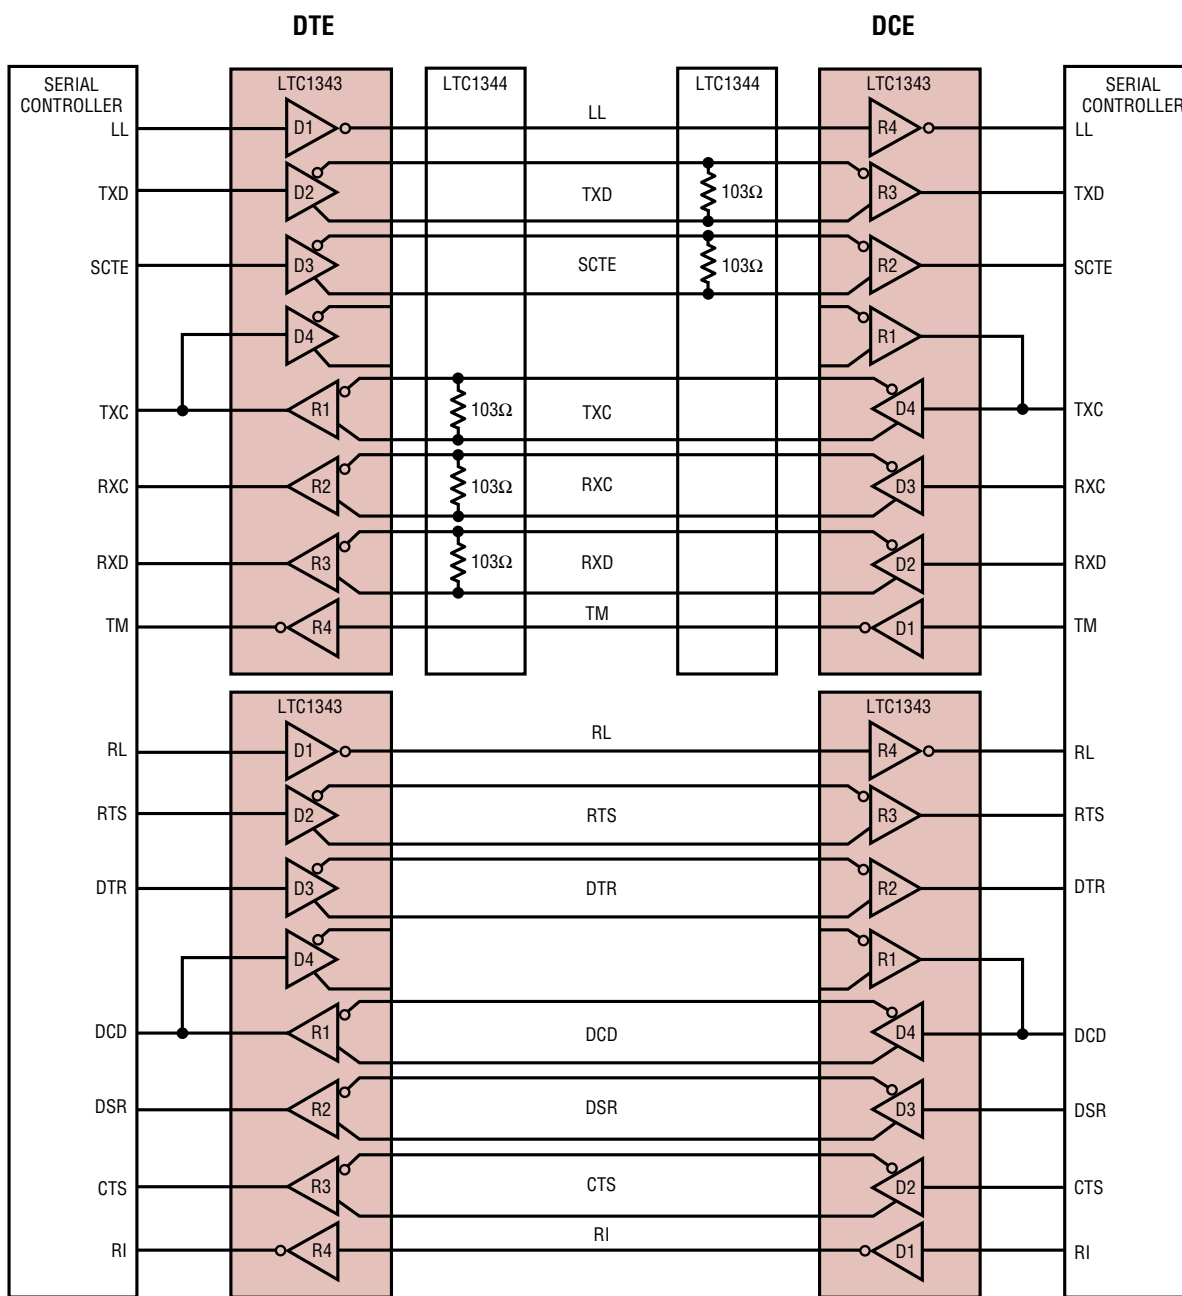 DTE DCE
SERIAL CONTROLLER LTC1343 LTC1344 LTC1344 LTC1343 SERIAL CONTROLLER
LL D1 LL R4 LL
TXD D2 TXD 103Ω R3 TXD
SCTE D3 SCTE 103Ω R2 SCTE
D4 R1
TXC R1 103Ω TXC D4 TXC
RXC R2 103Ω RXC D3 RXC
RXD R3 103Ω RXD D2 RXD
TM R4 TM D1 TM
LTC1343 LTC1343
RL D1 RL R4 RL
RTS D2 RTS R3 RTS
DTR D3 DTR R2 DTR
D4 R1
DCD R1 DCD D4 DCD
DSR R2 DSR D3 DSR
CTS R3 CTS D2 CTS
RI R4 RI D1 RI